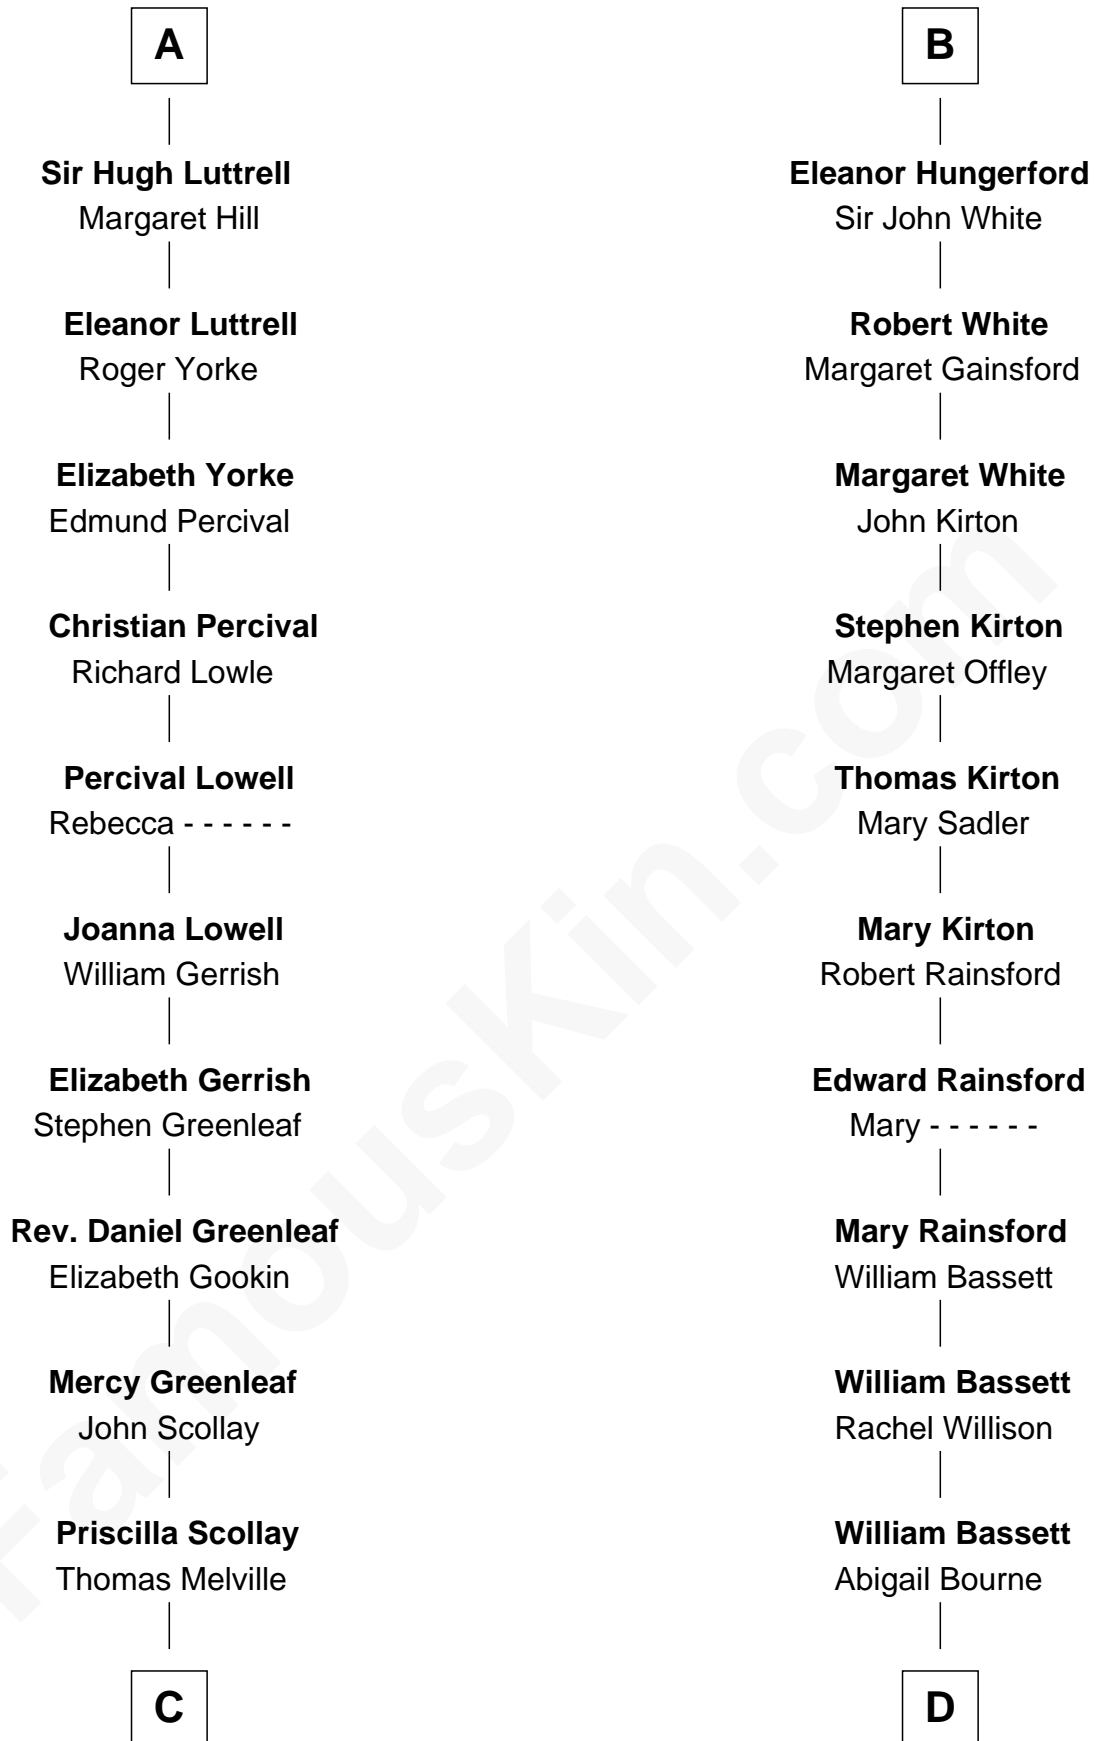 A
Sir Hugh Luttrell
Margaret Hill
Eleanor Luttrell
Roger Yorke
Elizabeth Yorke
Edmund Percival
Christian Percival
Richard Lowle
Percival Lowell
Rebecca - - - - - -
Joanna Lowell
William Gerrish
Elizabeth Gerrish
Stephen Greenleaf
Rev. Daniel Greenleaf
Elizabeth Gookin
Mercy Greenleaf
John Scollay
Priscilla Scollay
Thomas Melville
C
B
Eleanor Hungerford
Sir John White
Robert White
Margaret Gainsford
Margaret White
John Kirton
Stephen Kirton
Margaret Offley
Thomas Kirton
Mary Sadler
Mary Kirton
Robert Rainsford
Edward Rainsford
Mary - - - - - -
Mary Rainsford
William Bassett
William Bassett
Rachel Willison
William Bassett
Abigail Bourne
D
FamousKin.com